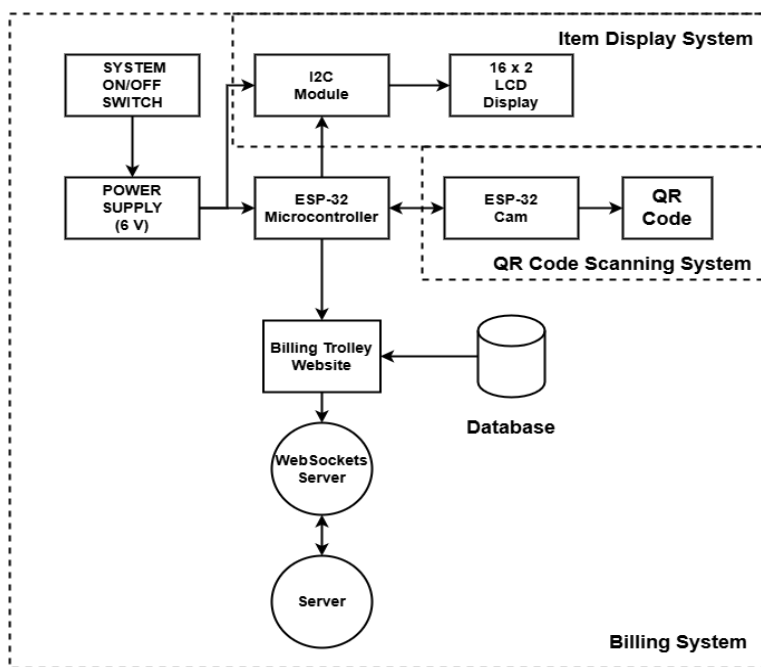 Item Display System
SYSTEM
ON/OFF
SWITCH
I2C
Module
16 x 2
LCD
Display
POWER
SUPPLY
(6 V)
ESP-32
Microcontroller
ESP-32
Cam
QR
Code
QR Code Scanning System
Billing Trolley
Website
Database
WebSockets
Server
Server
Billing System